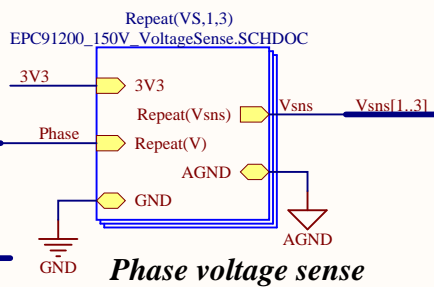 Repeat(VS,1,3)
EPC91200_150V_VoltageSense.SCHDOC
3V3
3V3
Repeat(Vsns)
Vsns
Vsns[1..3]
Phase
Repeat(V)
AGND
GND
GND
AGND
Phase voltage sense